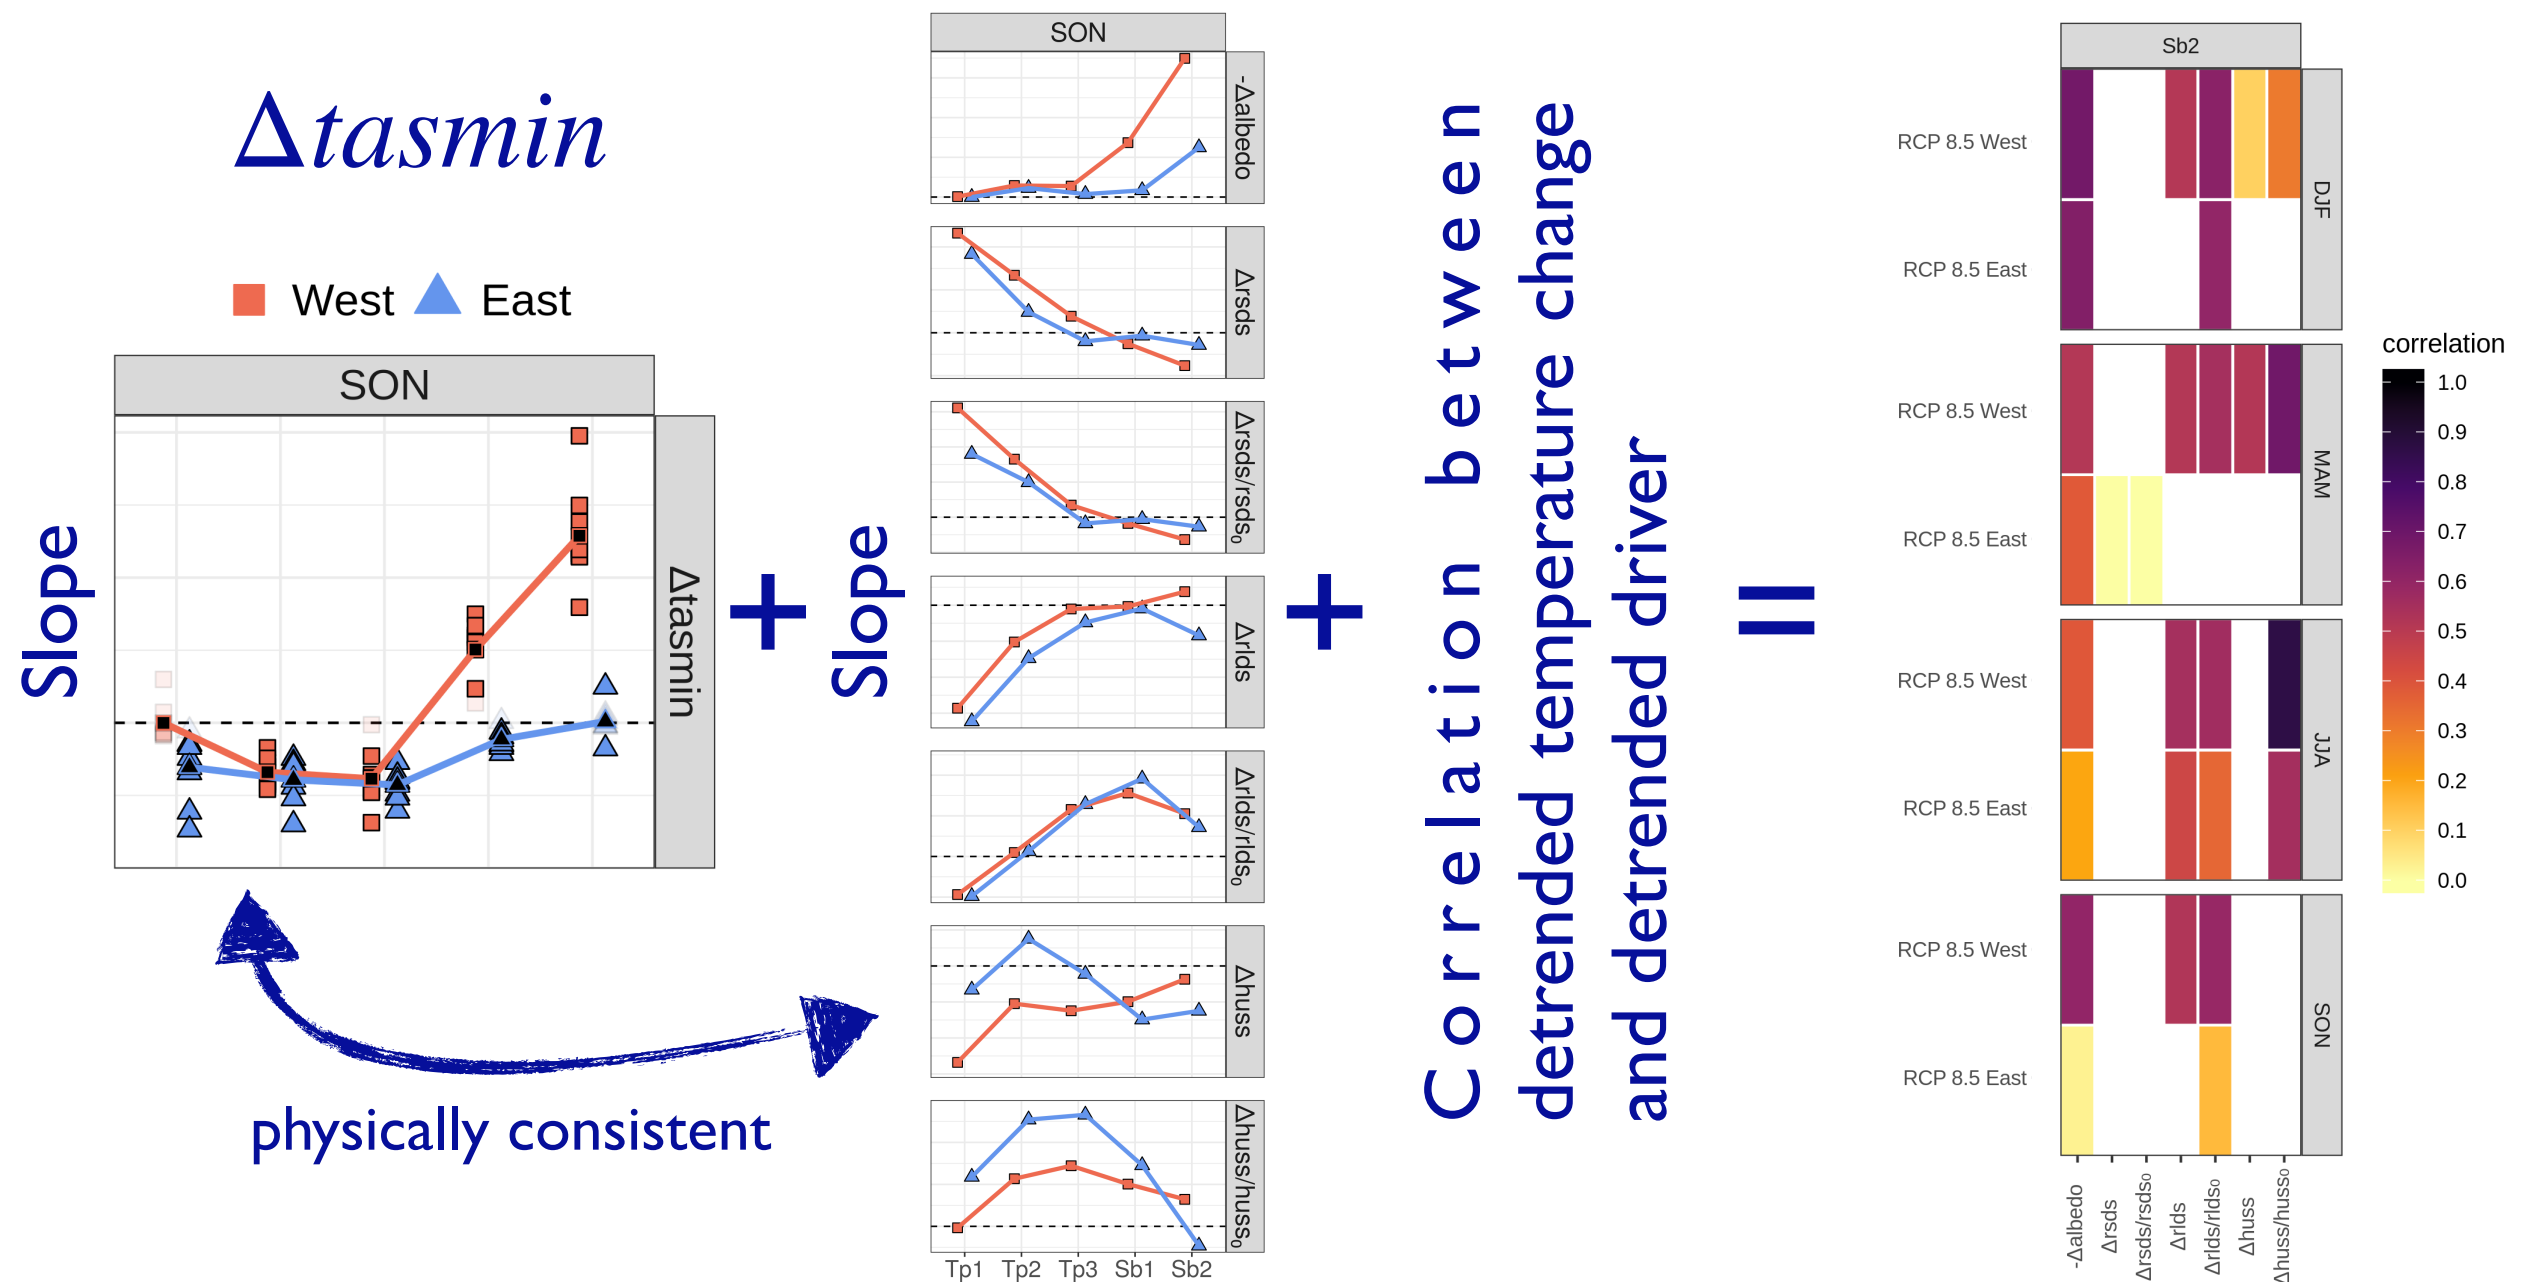 Δtasmin
West East
SON
Δtasmin
Slope
+
Slope
physically consistent
SON
-Δalbedo
Δrsds
Δrsds/rsds₀
Δrlds
Δrlds/rlds₀
Δhuss
Δhuss/huss₀
Tp1 Tp2 Tp3 Sb1 Sb2
+
Correlation between
detrended temperature change
and detrended driver
=
Sb2
RCP 8.5 West
RCP 8.5 East
DJF
RCP 8.5 West
RCP 8.5 East
MAM
RCP 8.5 West
RCP 8.5 East
JJA
RCP 8.5 West
RCP 8.5 East
SON
-Δalbedo
Δrsds
Δrsds/rsds₀
Δrlds
Δrlds/rlds₀
Δhuss
Δhuss/huss₀
correlation
1.0
0.9
0.8
0.7
0.6
0.5
0.4
0.3
0.2
0.1
0.0